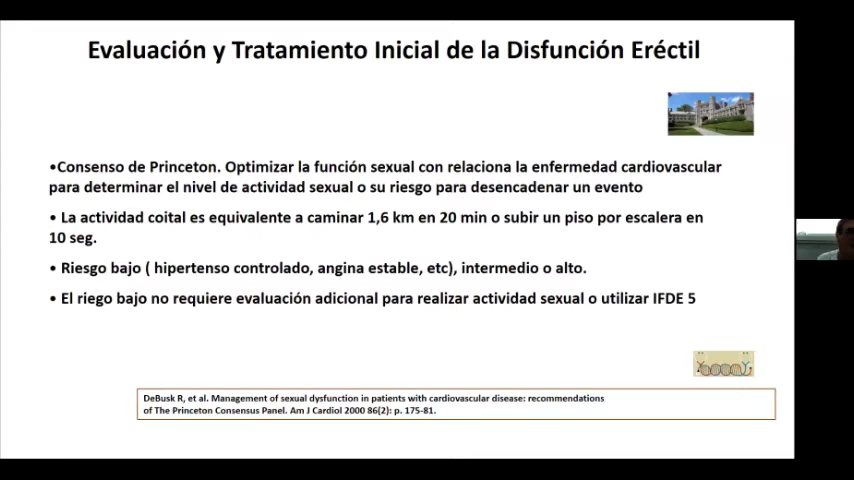 Evaluación y Tratamiento Inicial de la Disfunción Eréctil
•Consenso de Princeton. Optimizar la función sexual con relaciona la enfermedad cardiovascular
para determinar el nivel de actividad sexual o su riesgo para desencadenar un evento
• La actividad coital es equivalente a caminar 1,6 km en 20 min o subir un piso por escalera en
10 seg.
• Riesgo bajo ( hipertenso controlado, angina estable, etc), intermedio o alto.
• El riego bajo no requiere evaluación adicional para realizar actividad sexual o utilizar IFDE 5
DeBusk R, et al. Management of sexual dysfunction in patients with cardiovascular disease: recommendations
of The Princeton Consensus Panel. Am J Cardiol 2000 86(2): p. 175-81.